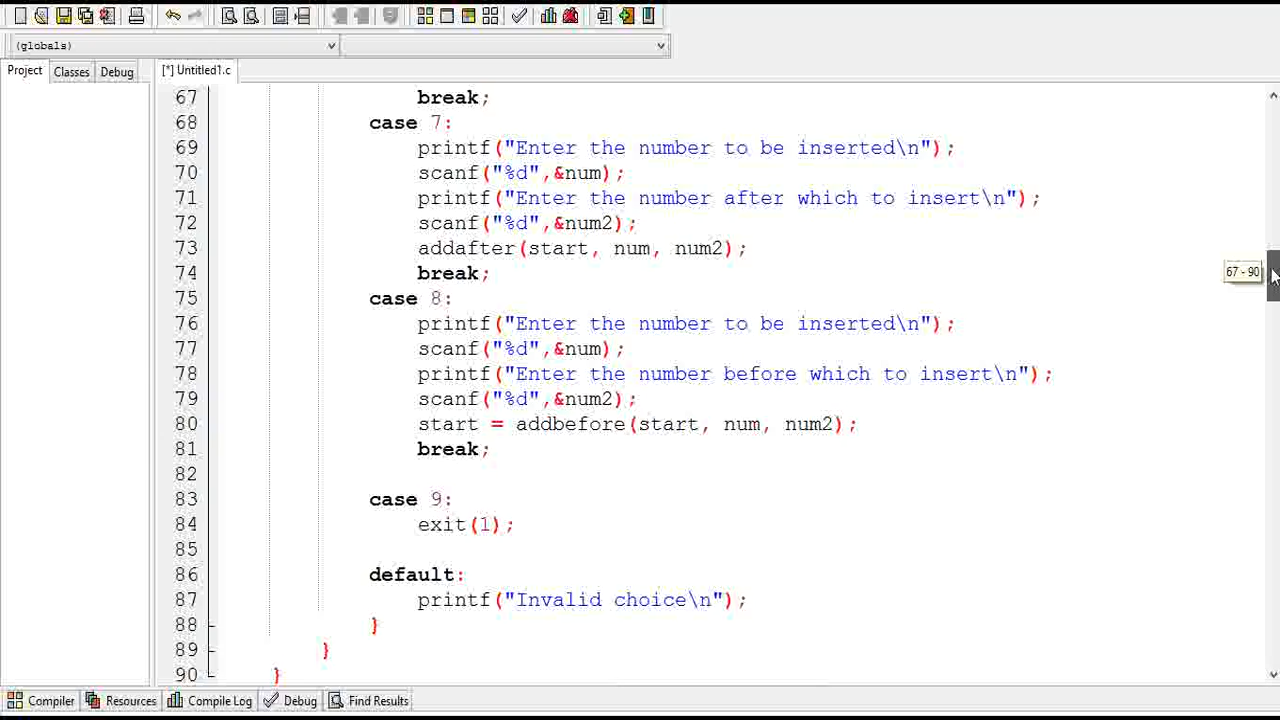 (globals)
Project Classes Debug [*] Untitled1.c
67 break;
68 case 7:
69 printf("Enter the number to be inserted\n");
70 scanf("%d",&num);
71 printf("Enter the number after which to insert\n");
72 scanf("%d",&num2);
73 addafter(start, num, num2);
74 break;
75 case 8:
76 printf("Enter the number to be inserted\n");
77 scanf("%d",&num);
78 printf("Enter the number before which to insert\n");
79 scanf("%d",&num2);
80 start = addbefore(start, num, num2);
81 break;
82
83 case 9:
84 exit(1);
85
86 default:
87 printf("Invalid choice\n");
88 }
89 }
90 }
67 - 90
Compiler Resources Compile Log Debug Find Results